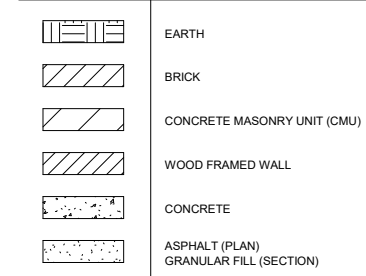 EARTH
BRICK
CONCRETE MASONRY UNIT (CMU)
WOOD FRAMED WALL
CONCRETE
ASPHALT (PLAN)
GRANULAR FILL (SECTION)